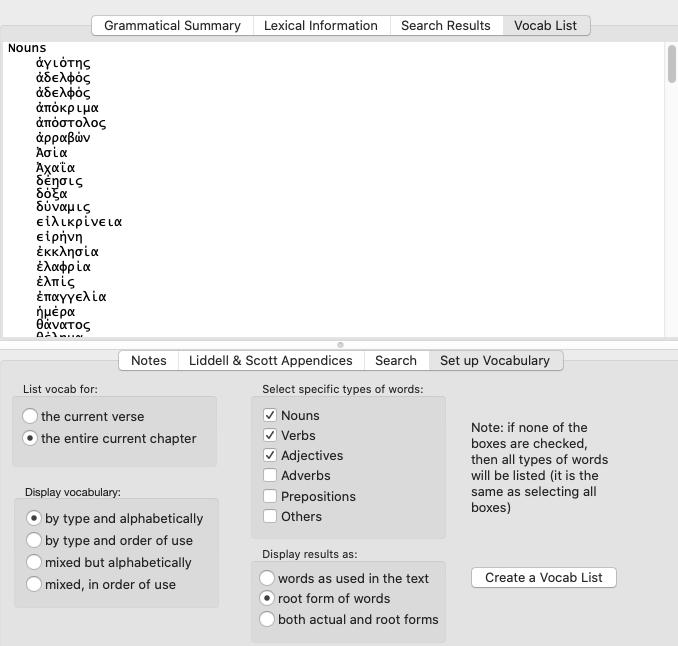 Grammatical Summary Lexical Information Search Results Vocab List
Nouns
ἁγιότης
ἀδελφός
ἀδελφός
ἀπόκριμα
ἀπόστολος
ἀρραβών
Ἀσία
Ἀχαΐα
δέησις
δόξα
δύναμις
εἰλικρίνεια
εἰρήνη
ἐκκλησία
ἐλαφρία
ἐλπίς
ἐπαγγελία
ἡμέρα
θάνατος
Notes Liddell & Scott Appendices Search Set up Vocabulary
List vocab for:
the current verse
the entire current chapter
Display vocabulary:
by type and alphabetically
by type and order of use
mixed but alphabetically
mixed, in order of use
Select specific types of words:
Nouns
Verbs
Adjectives
Adverbs
Prepositions
Others
Display results as:
words as used in the text
root form of words
both actual and root forms
Note: if none of the
boxes are checked,
then all types of words
will be listed (it is the
same as selecting all
boxes)
Create a Vocab List